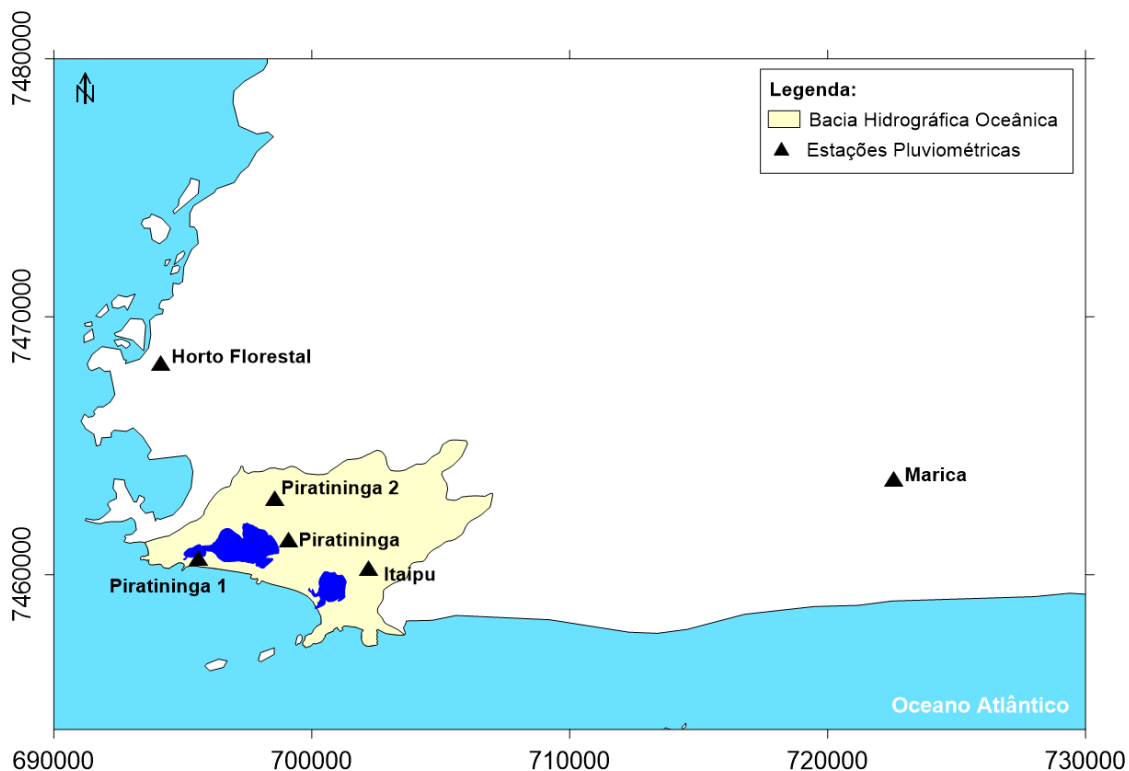 7480000
N
Legenda:
Bacia Hidrográfica Oceânica
Estações Pluviométricas
7470000
Horto Florestal
Marica
Piratininga 2
Piratininga
7460000
Itaipu
Piratininga 1
Oceano Atlântico
690000 700000 710000 720000 730000